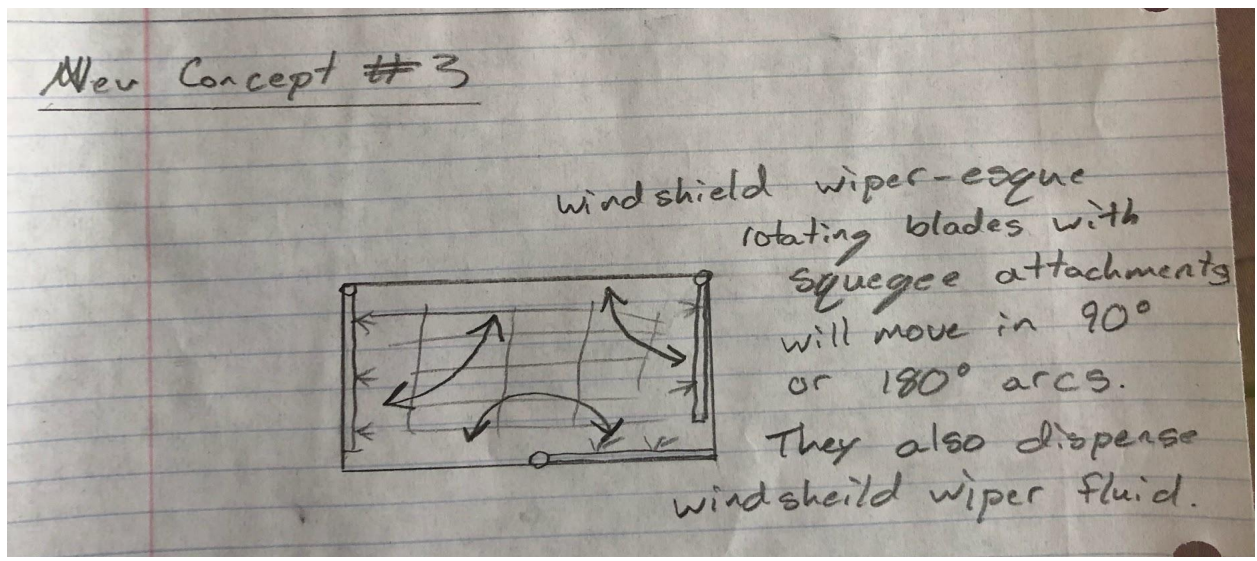 New Concept #3
windshield wiper-esque
rotating blades with
squegee attachments
will move in 90°
or 180° arcs.
They also dispense
windsheild wiper fluid.